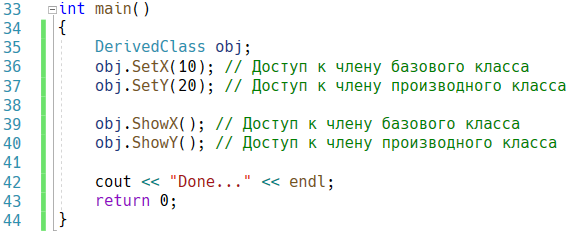 33 int main()
34 {
35 DerivedClass obj;
36 obj.SetX(10); // Доступ к члену базового класса
37 obj.SetY(20); // Доступ к члену производного класса
38
39 obj.ShowX(); // Доступ к члену базового класса
40 obj.ShowY(); // Доступ к члену производного класса
41
42 cout << "Done..." << endl;
43 return 0;
44 }